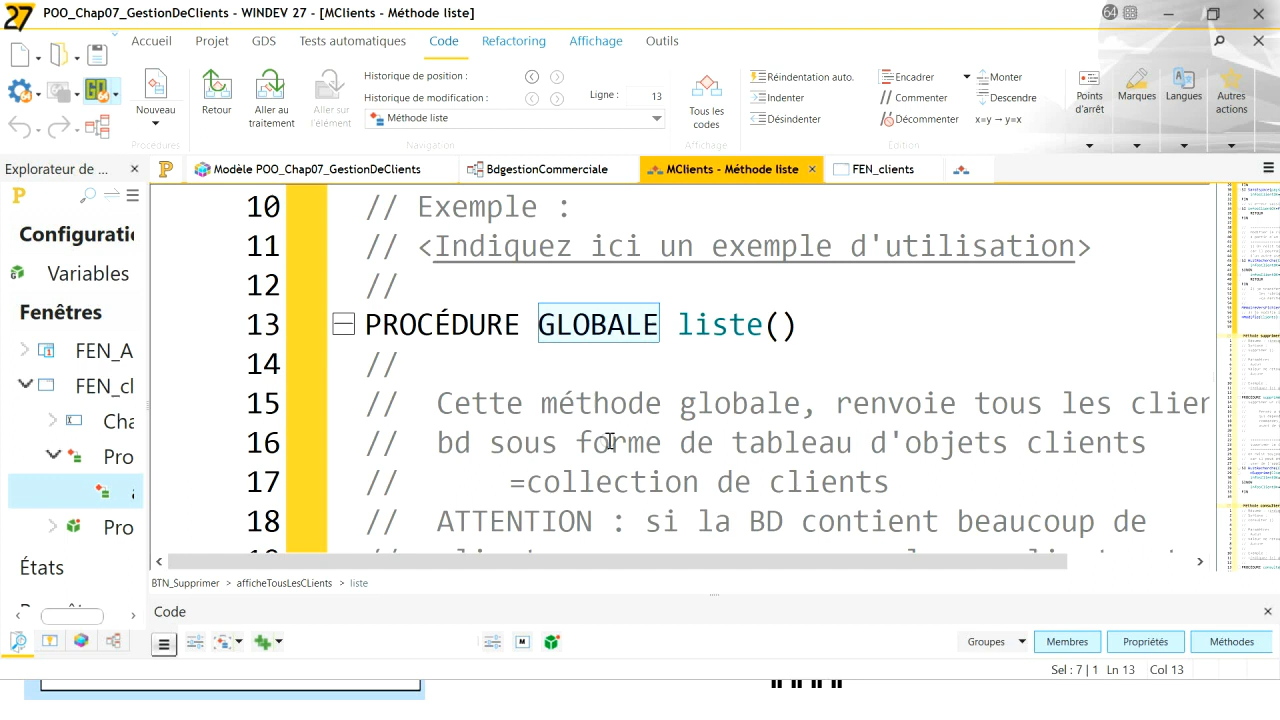 27 POO_Chap07_GestionDeClients - WINDEV 27 - [MClients - Méthode liste] 64
Accueil Projet GDS Tests automatiques Code Refactoring Affichage Outils
Historique de position :
Historique de modification :
Ligne : 13
Méthode liste
GO
Nouveau
Retour
Aller au
traitement
Aller sur
l'élément
Tous les
codes
Réindentation auto.
Indenter
Désindenter
Encadrer
Commenter
Décommenter
Monter
Descendre
x=y → y=x
Points
d'arrêt
Marques
Langues
Autres
actions
Procédures
Navigation
Affichage
Edition
Explorateur de ...
Modèle POO_Chap07_GestionDeClients
BdgestionCommerciale
MClients - Méthode liste
FEN_clients
Configuratio
Variables
Fenêtres
FEN_A
FEN_cl
Cha
Pro
Pro
États
10 // Exemple :
11 // <Indiquez ici un exemple d'utilisation>
12 //
13 PROCÉDURE GLOBALE liste()
14 //
15 // Cette méthode globale, renvoie tous les clien
16 // bd sous forme de tableau d'objets clients
17 // =collection de clients
18 // ATTENTION : si la BD contient beaucoup de
BTN_Supprimer > afficheTousLesCLients > liste
Code
Groupes Membres Propriétés Méthodes
Sel : 7 | 1 Ln 13 Col 13